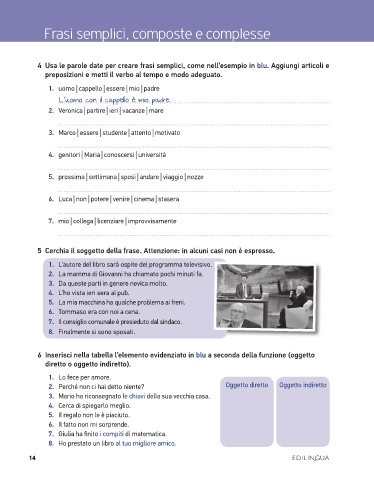 Frasi semplici, composte e complesse
4 Usa le parole date per creare frasi semplici, come nell'esempio in blu. Aggiungi articoli e
preposizioni e metti il verbo al tempo e modo adeguato.
1. uomo | cappello | essere | mio | padre
L'uomo con il cappello è mio padre.
2. Veronica | partire | ieri | vacanze | mare
3. Marco | essere | studente | attento | motivato
4. genitori | Maria | conoscersi | università
5. prossima | settimana | sposi | andare | viaggio | nozze
6. Luca | non | potere | venire | cinema | stasera
7. mio | collega | licenziare | improvvisamente
5 Cerchia il soggetto della frase. Attenzione: in alcuni casi non è espresso.
1. L'autore del libro sarà ospite del programma televisivo.
2. La mamma di Giovanni ha chiamato pochi minuti fa.
3. Da queste parti in genere nevica molto.
4. L'ho vista ieri sera al pub.
5. La mia macchina ha qualche problema ai freni.
6. Tommaso era con noi a cena.
7. Il consiglio comunale è presieduto dal sindaco.
8. Finalmente si sono sposati.
6 Inserisci nella tabella l'elemento evidenziato in blu a seconda della funzione (oggetto
diretto o oggetto indiretto).
1. Lo fece per amore.
2. Perché non ci hai detto niente?
3. Mario ha riconsegnato le chiavi della sua vecchia casa.
4. Cerca di spiegarlo meglio.
5. Il regalo non le è piaciuto.
6. Il fatto non mi sorprende.
7. Giulia ha finito i compiti di matematica.
8. Ho prestato un libro al tuo migliore amico.
Oggetto diretto
Oggetto indiretto
14
EDILINGUA